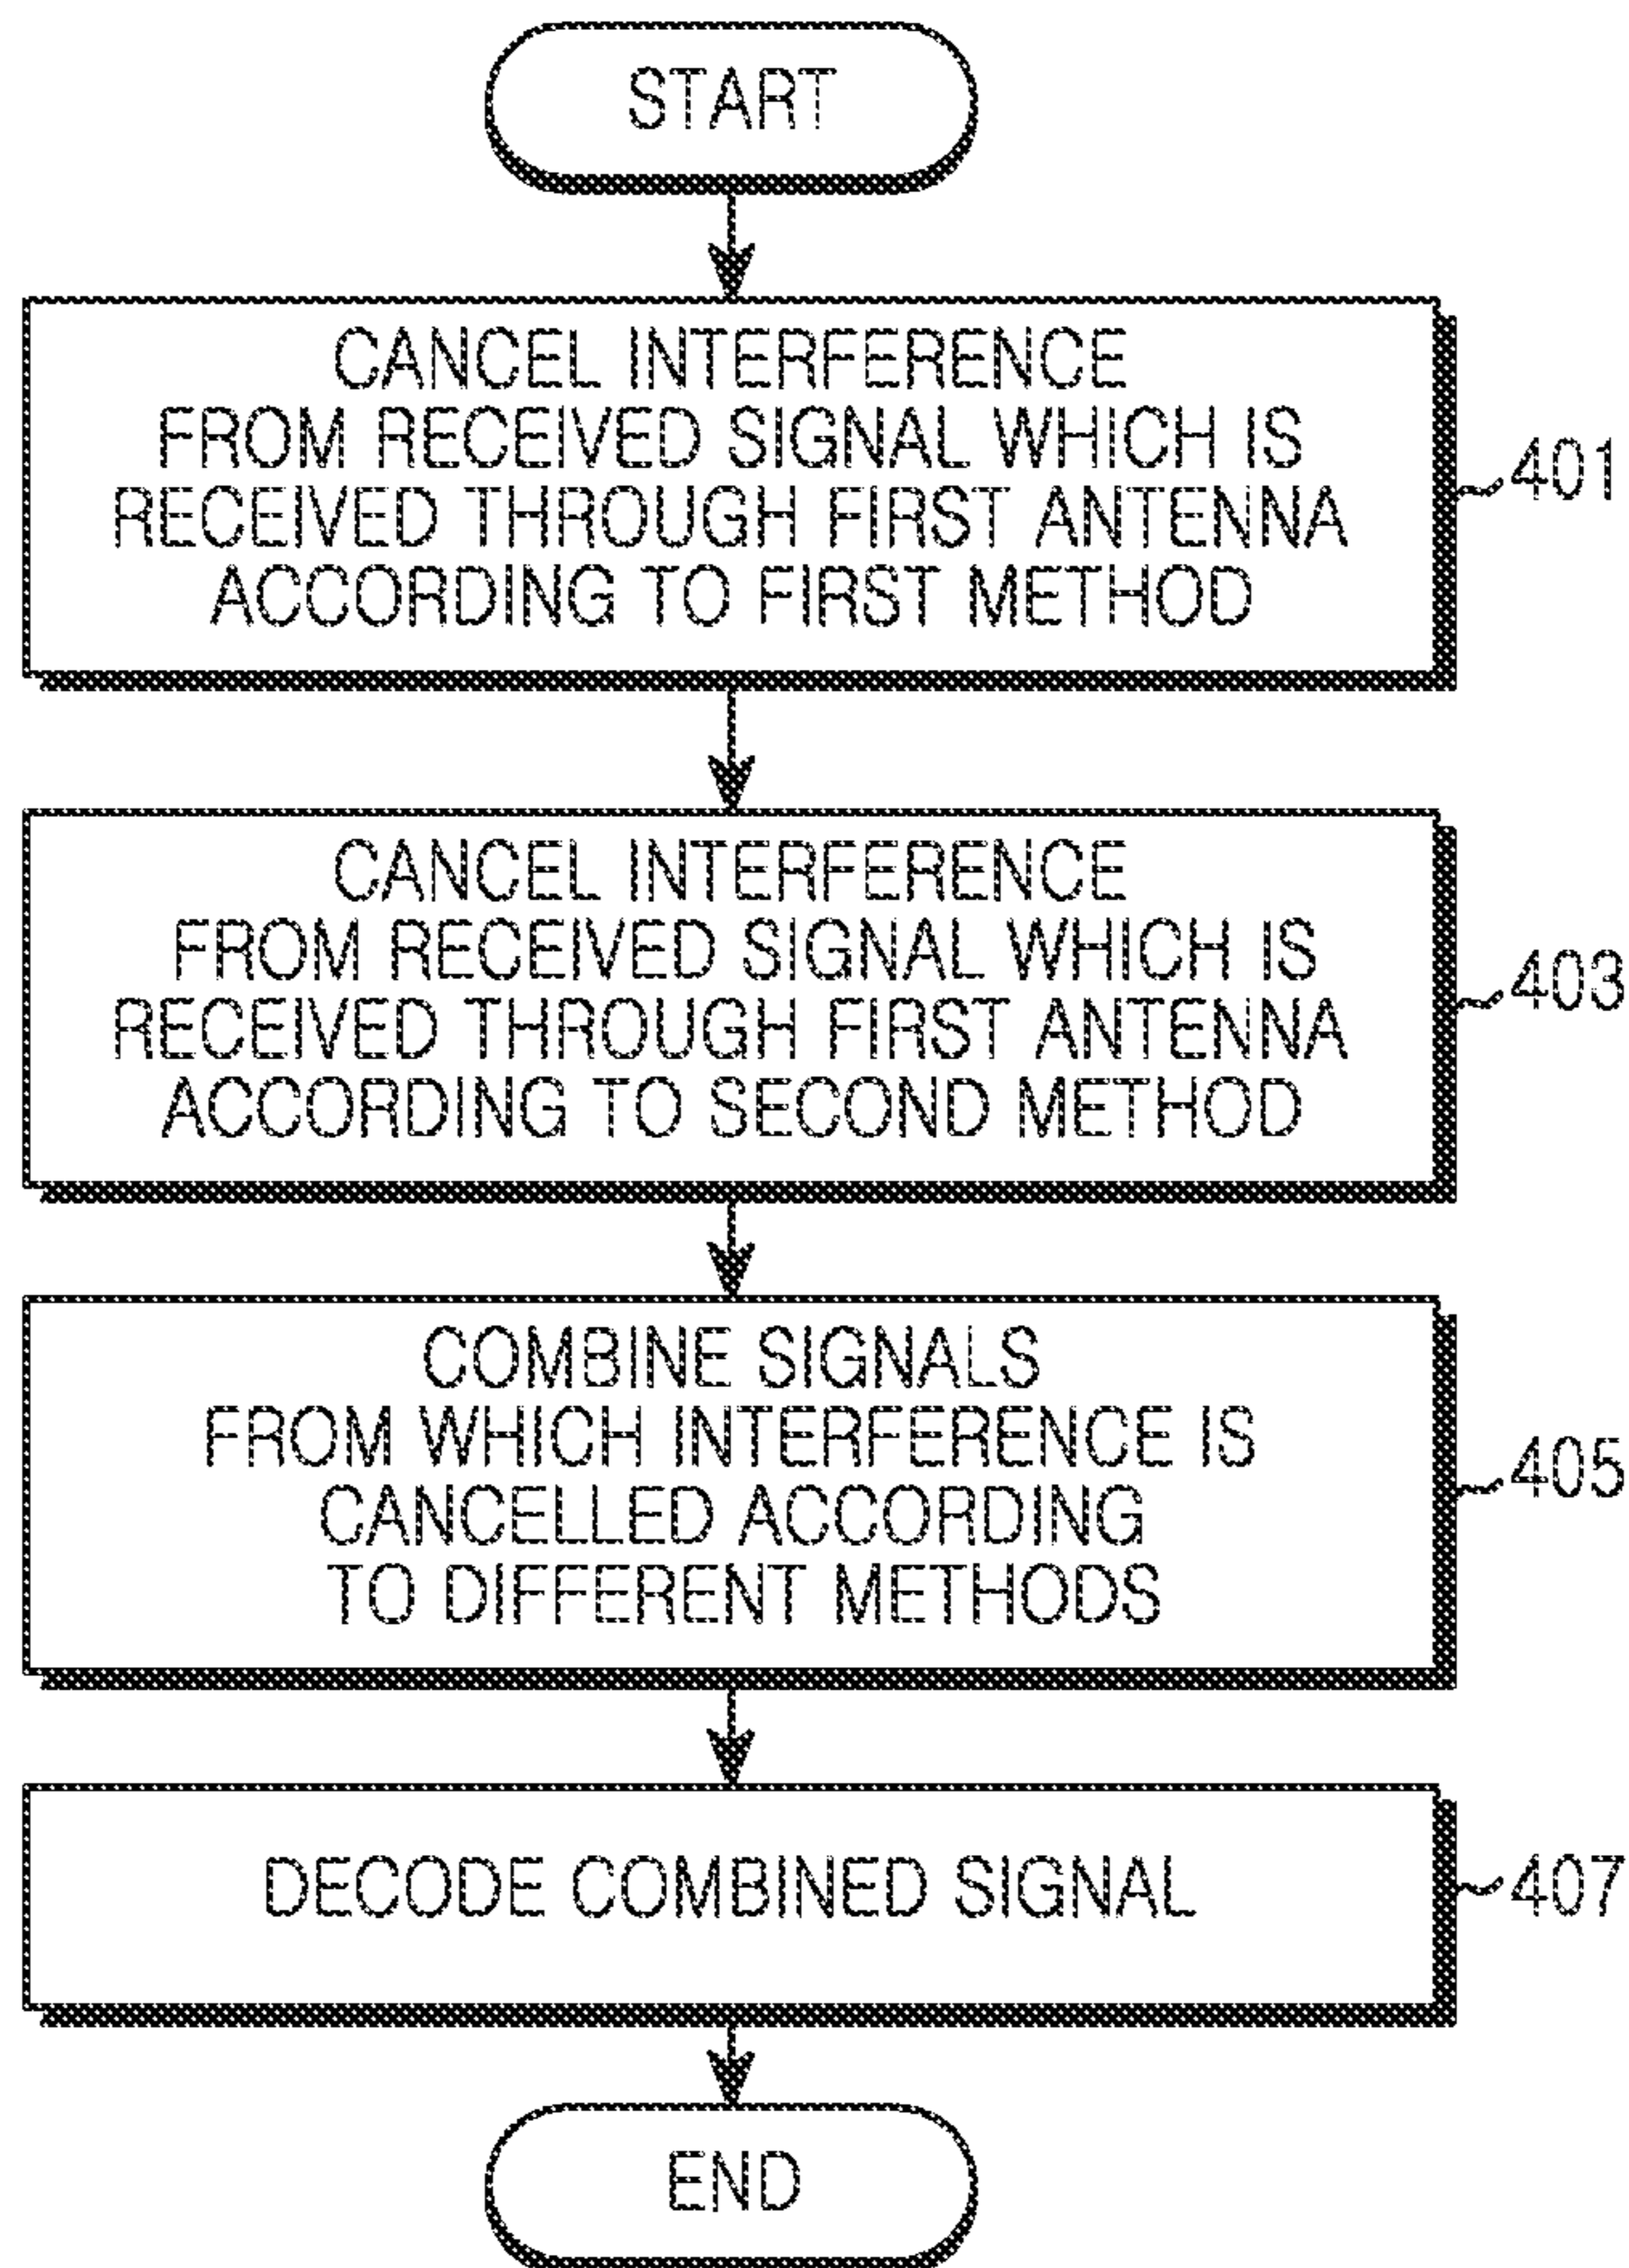 START
CANCEL INTERFERENCE
FROM RECEIVED SIGNAL WHICH IS
RECEIVED THROUGH FIRST ANTENNA
ACCORDING TO FIRST METHOD
401
CANCEL INTERFERENCE
FROM RECEIVED SIGNAL WHICH IS
RECEIVED THROUGH FIRST ANTENNA
ACCORDING TO SECOND METHOD
403
COMBINE SIGNALS
FROM WHICH INTERFERENCE IS
CANCELLED ACCORDING
TO DIFFERENT METHODS
405
DECODE COMBINED SIGNAL
407
END